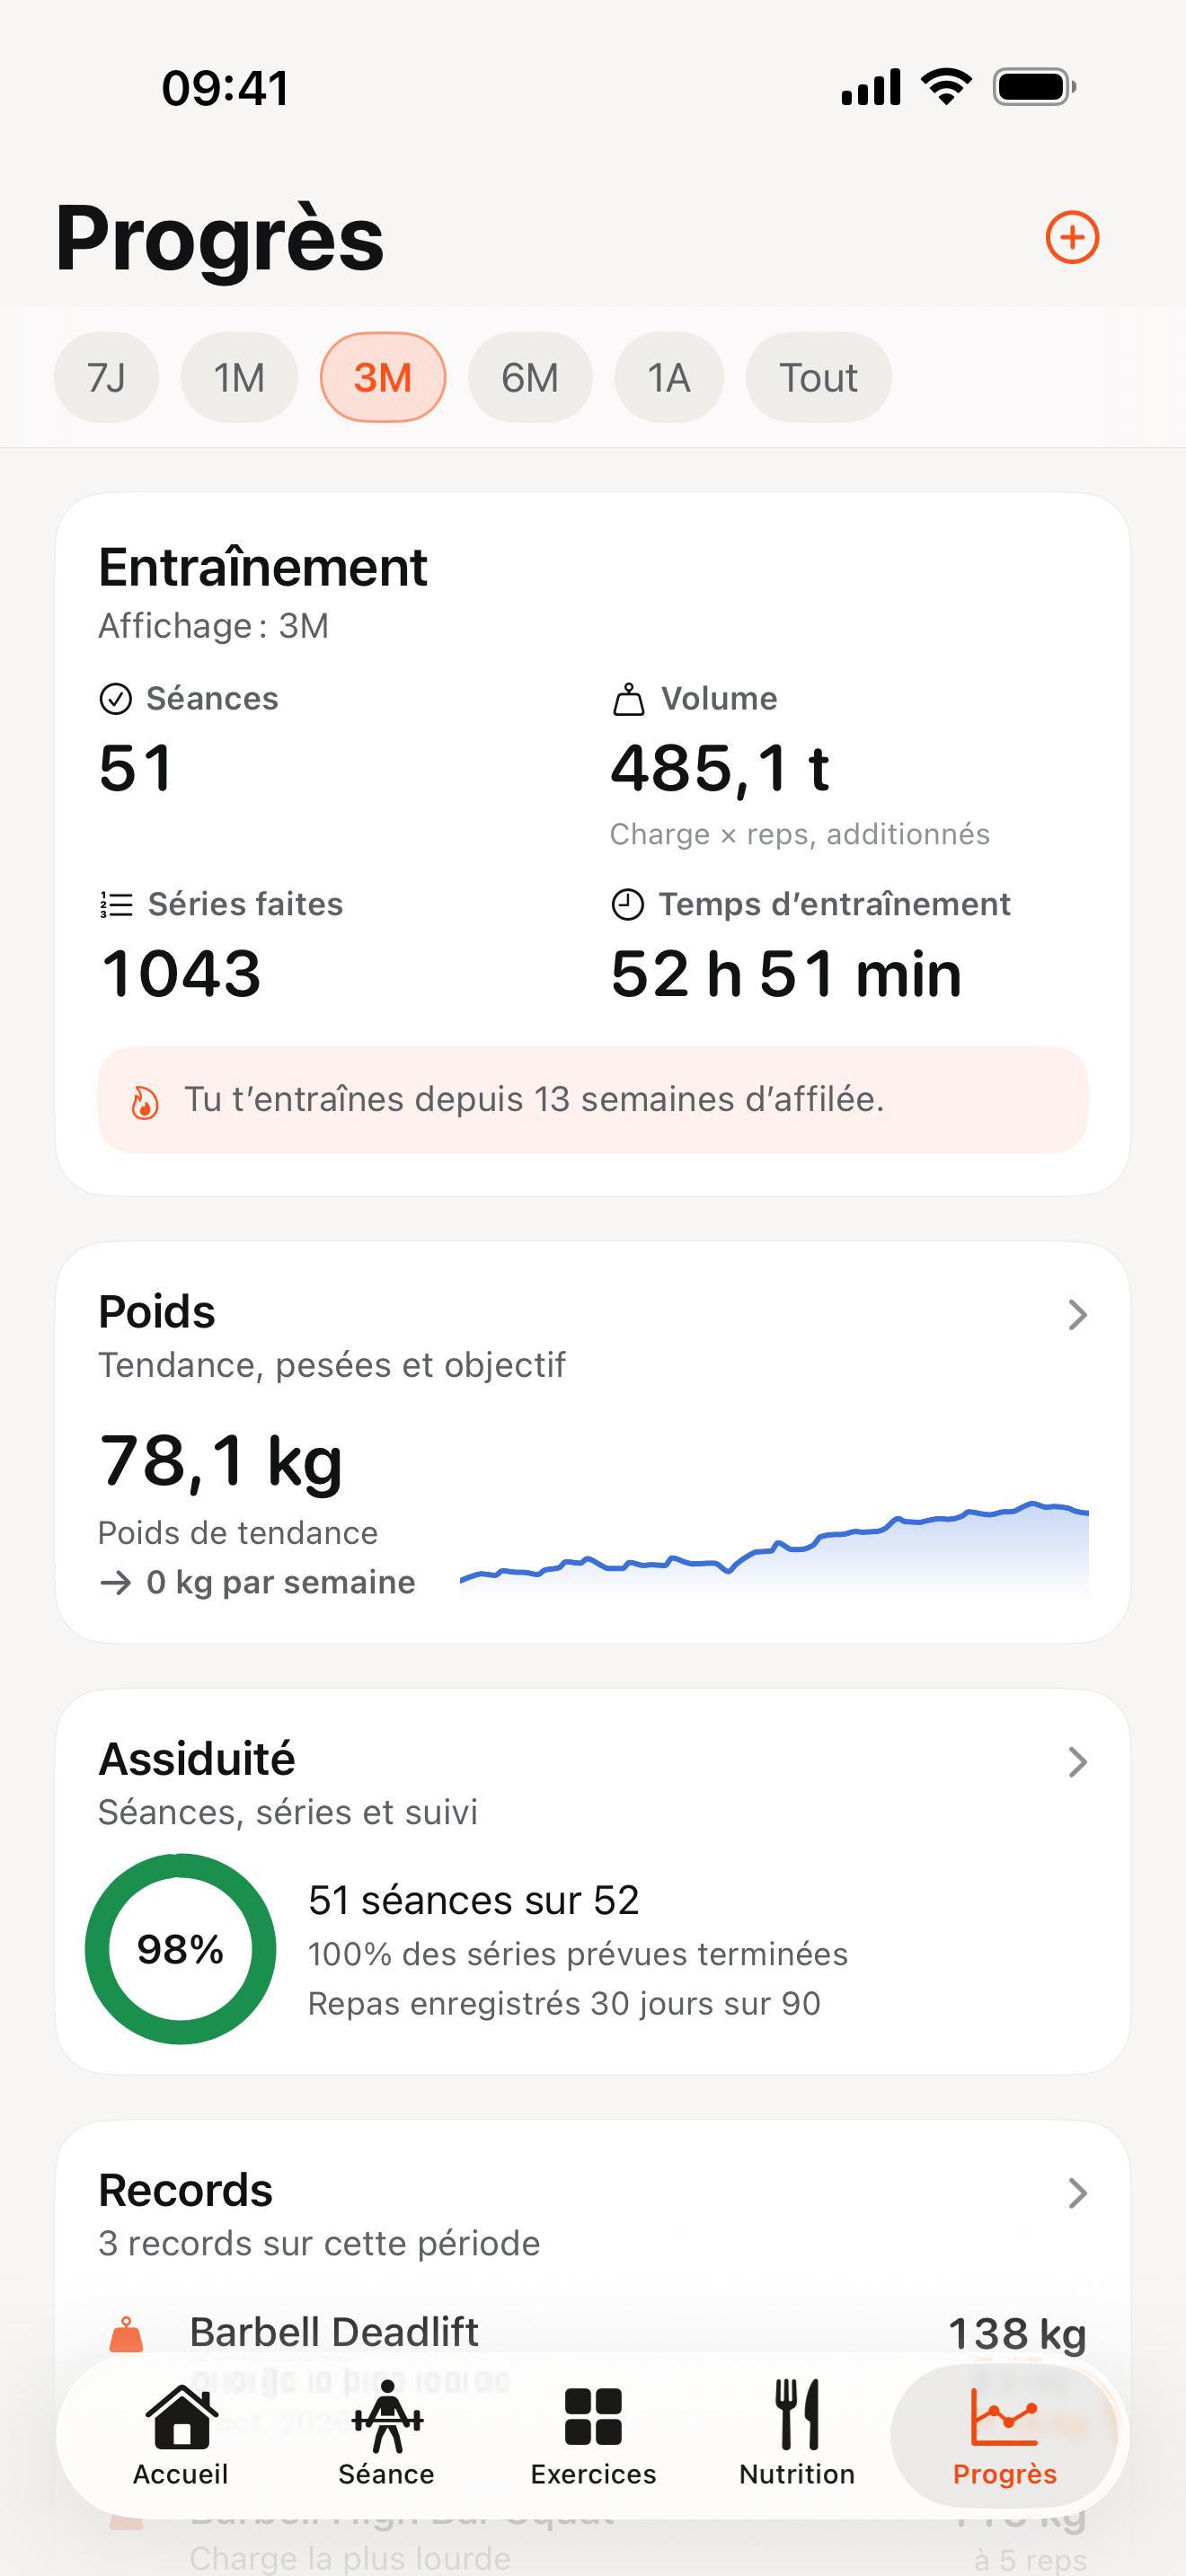 09:41
Progrès
7J 1M 3M 6M 1A Tout
Entraînement
Affichage : 3M
Séances Volume
51 485,1 t
Charge × reps, additionnés
Séries faites Temps d’entraînement
1043 52 h 51 min
Tu t’entraînes depuis 13 semaines d’affilée.
Poids
Tendance, pesées et objectif
78,1 kg
Poids de tendance
→ 0 kg par semaine
Assiduité
Séances, séries et suivi
98%
51 séances sur 52
100% des séries prévues terminées
Repas enregistrés 30 jours sur 90
Records
3 records sur cette période
Barbell Deadlift 138 kg
Accueil Séance Exercices Nutrition Progrès
Charge la plus lourde à 5 reps